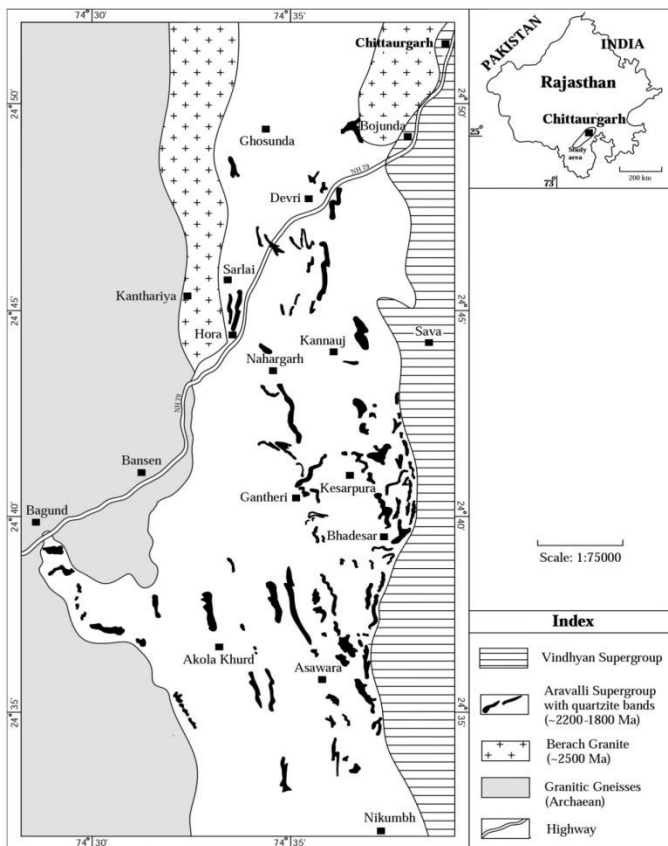 74°30'
74°35'
Chittaurgarh
24°50'
24°50'
Bojunda
Ghosunda
NH 79
Devri
Sarlai
Kanthariya
24°45'
24°45'
Hora
Kannauj
Sava
Nahargarh
NH 79
Bansen
Kesarpura
Gantheri
Bagund
24°40'
24°40'
Bhadesar
Akola Khurd
Asawara
24°35'
24°35'
Nikumbh
74°30'
74°35'
PAKISTAN
INDIA
Rajasthan
Chittaurgarh
25°
Study
area
73°
200 km
Scale: 1:75000
Index
Vindhyan Supergroup
Aravalli Supergroup
with quartzite bands
(~2200-1800 Ma)
Berach Granite
(~2500 Ma)
Granitic Gneisses
(Archaean)
Highway